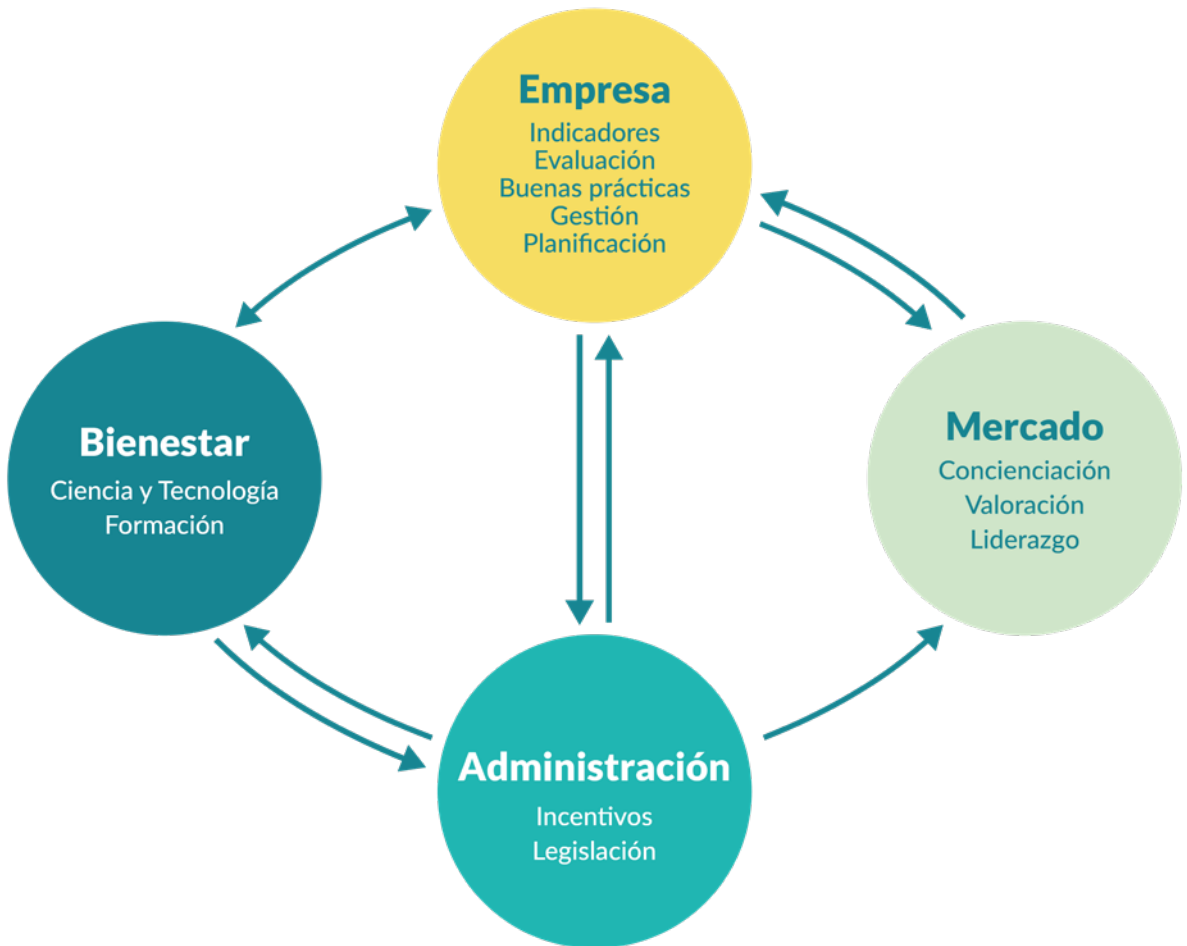 Empresa
Indicadores
Evaluación
Buenas prácticas
Gestión
Planificación
Bienestar
Ciencia y Tecnología
Formación
Mercado
Concienciación
Valoración
Liderazgo
Administración
Incentivos
Legislación